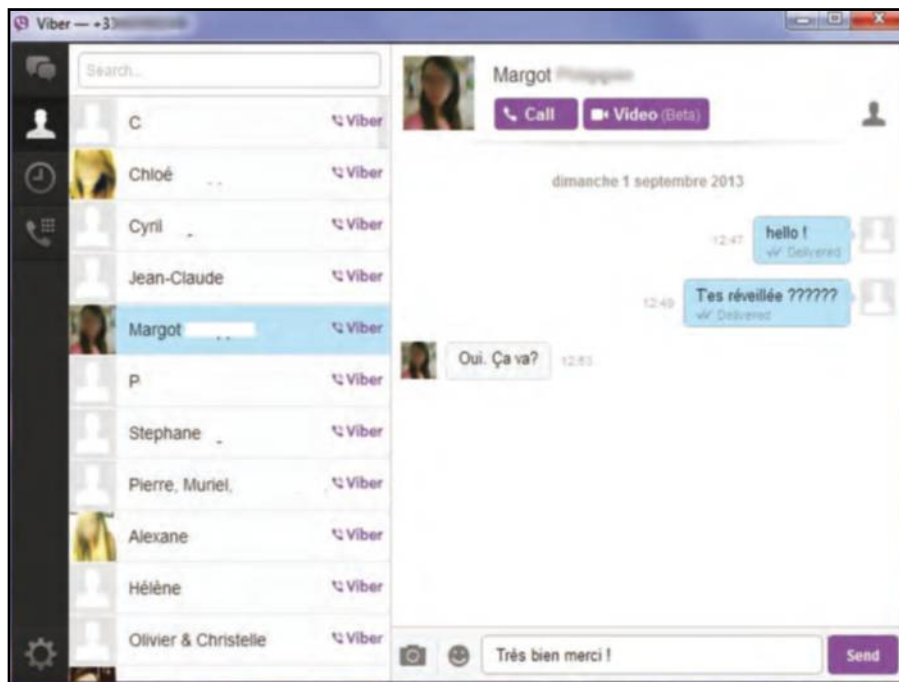 Viber — +33
Search...
C Viber
Chloé Viber
Cyril Viber
Jean-Claude Viber
Margot Viber
P Viber
Stephane Viber
Pierre, Muriel, Viber
Alexane Viber
Hélène Viber
Olivier & Christelle Viber
Margot
Call Video (Beta)
dimanche 1 septembre 2013
12:47 hello !
Delivered
12:49 T'es réveillée ??????
Delivered
Oui. Ça va? 12:53
Très bien merci !
Send